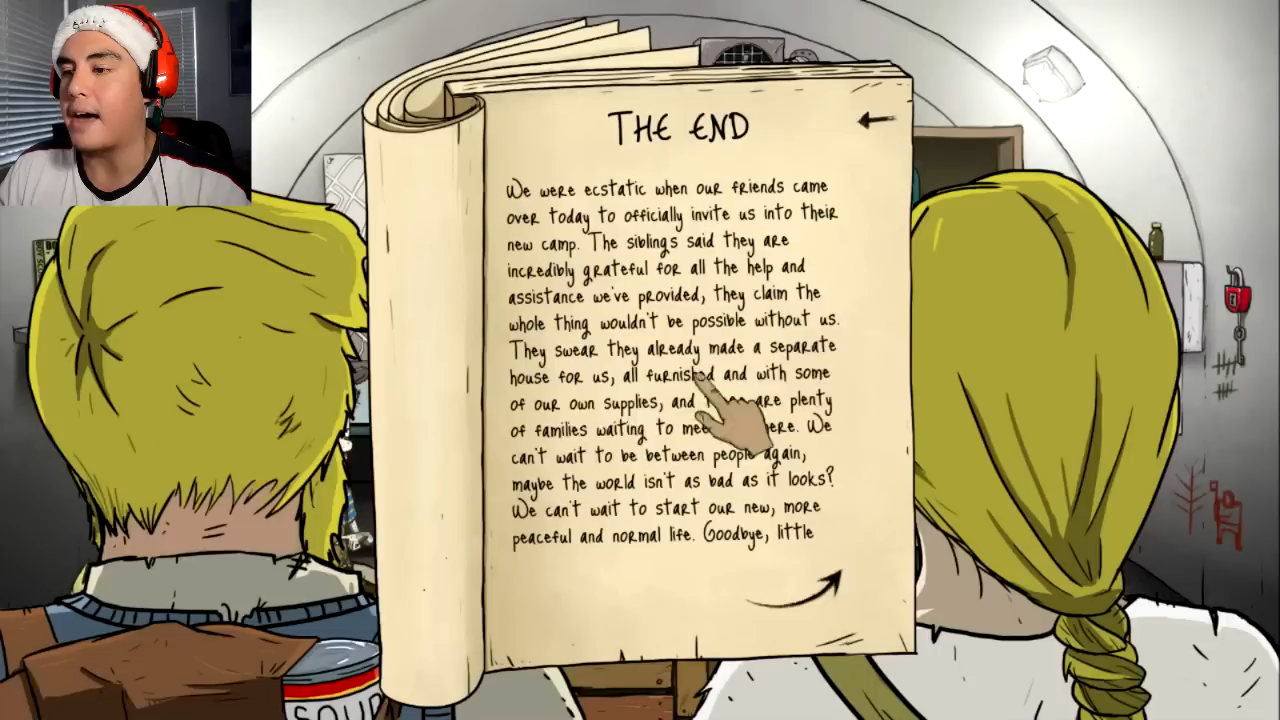 THE END
We were ecstatic when our friends came
over today to officially invite us into their
new camp. The siblings said they are
incredibly grateful for all the help and
assistance we've provided, they claim the
whole thing wouldn't be possible without us.
They swear they already made a separate
house for us, all furnished and with some
of our own supplies, and are plenty
of families waiting to We
can't wait to be between people again,
maybe the world isn't as bad as it looks?
We can't wait to start our new, more
peaceful and normal life. Goodbye, little
SOUP